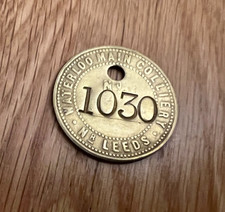 WATERLOO MAIN COLLIERY
No
1030
NR LEEDS